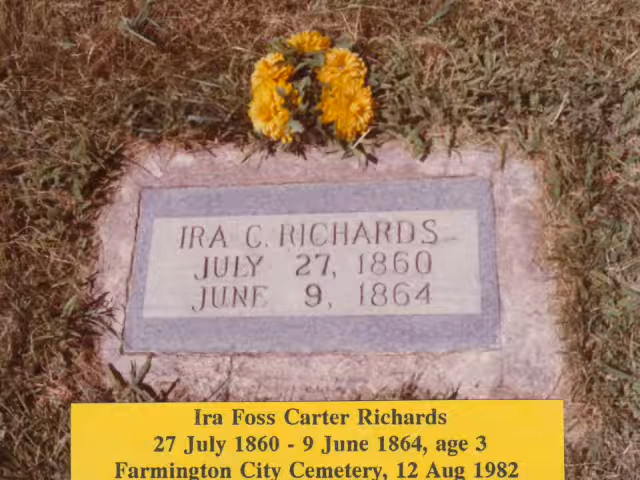 IRA C. RICHARDS
JULY 27, 1860
JUNE 9, 1864
Ira Foss Carter Richards
27 July 1860 - 9 June 1864, age 3
Farmington City Cemetery, 12 Aug 1982